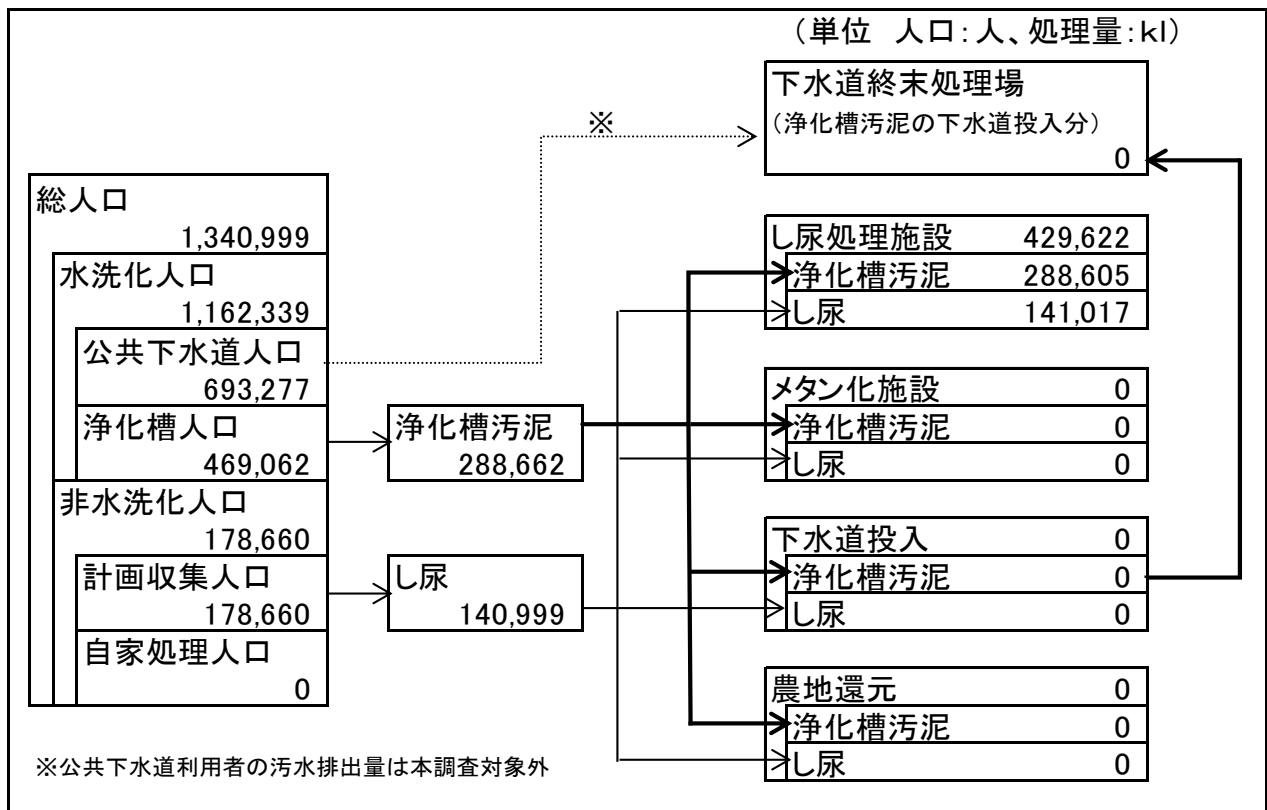 （単位　人口：人、処理量：kl）
下水道終末処理場
（浄化槽汚泥の下水道投入分）
0
※
総人口
1,340,999
水洗化人口
1,162,339
公共下水道人口
693,277
浄化槽人口
469,062
非水洗化人口
178,660
計画収集人口
178,660
自家処理人口
0
浄化槽汚泥
288,662
し尿
140,999
し尿処理施設 429,622
浄化槽汚泥 288,605
し尿 141,017
メタン化施設 0
浄化槽汚泥 0
し尿 0
下水道投入 0
浄化槽汚泥 0
し尿 0
農地還元 0
浄化槽汚泥 0
し尿 0
※公共下水道利用者の汚水排出量は本調査対象外